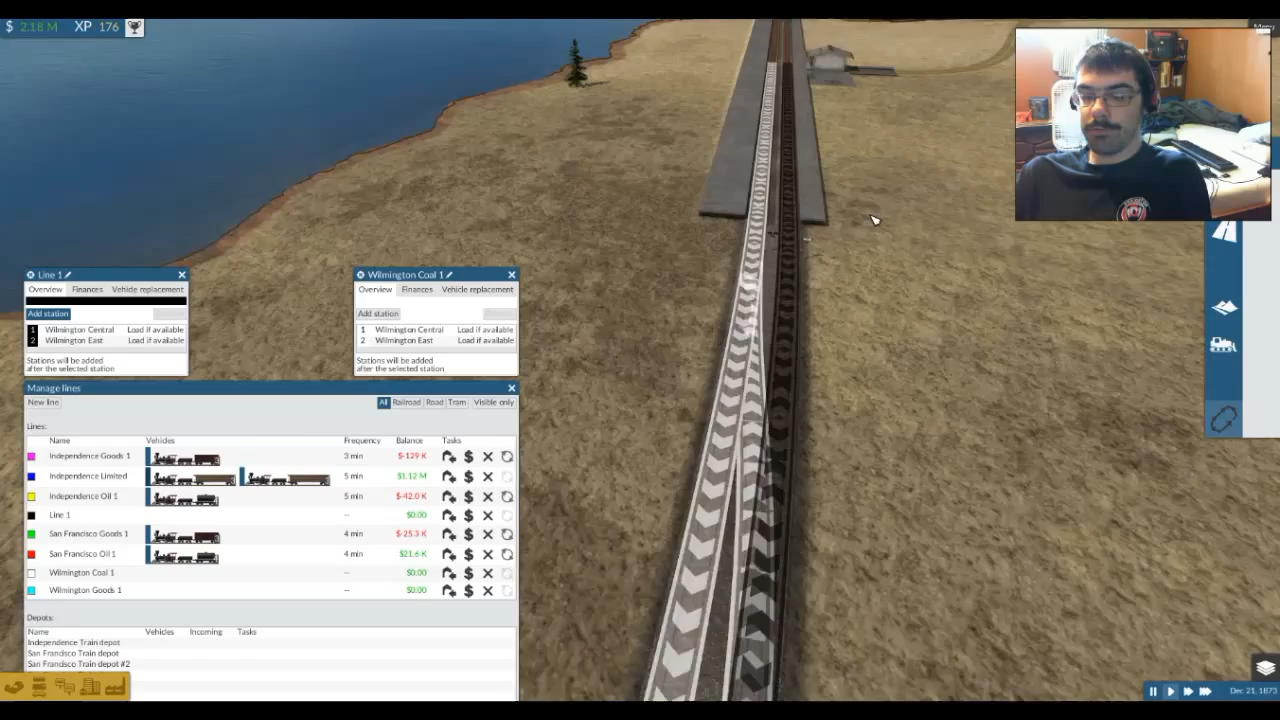 $ 2.18 M XP 176
Menu
Line 1
Overview Finances Vehicle replacement
Add station
1 Wilmington Central Load if available
2 Wilmington East Load if available
Stations will be added
after the selected station
Wilmington Coal 1
Overview Finances Vehicle replacement
Add station
1 Wilmington Central Load if available
2 Wilmington East Load if available
Stations will be added
after the selected station
Manage lines
New line All Railroad Road Tram Visible only
Lines:
Name Vehicles Frequency Balance Tasks
Independence Goods 1 3 min $-129 K
Independence Limited 5 min $1.12 M
Independence Oil 1 5 min $-42.0 K
Line 1 -- $0.00
San Francisco Goods 1 4 min $-25.3 K
San Francisco Oil 1 4 min $21.6 K
Wilmington Coal 1 -- $0.00
Wilmington Goods 1 -- $0.00
Depots:
Name Vehicles Incoming Tasks
Independence Train depot
San Francisco Train depot
San Francisco Train depot #2
Dec 21, 1873